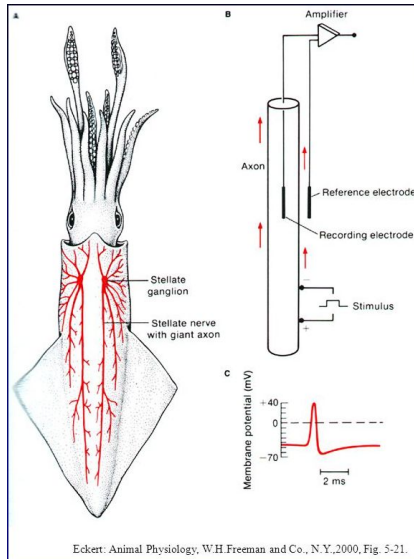 A
Stellate
ganglion
Stellate nerve
with giant axon
B
Amplifier
Axon
Reference electrode
Recording electrode
−
Stimulus
+
C
Membrane potential (mV)
+40
0
−70
2 ms
Eckert: Animal Physiology, W.H.Freeman and Co., N.Y.,2000, Fig. 5-21.